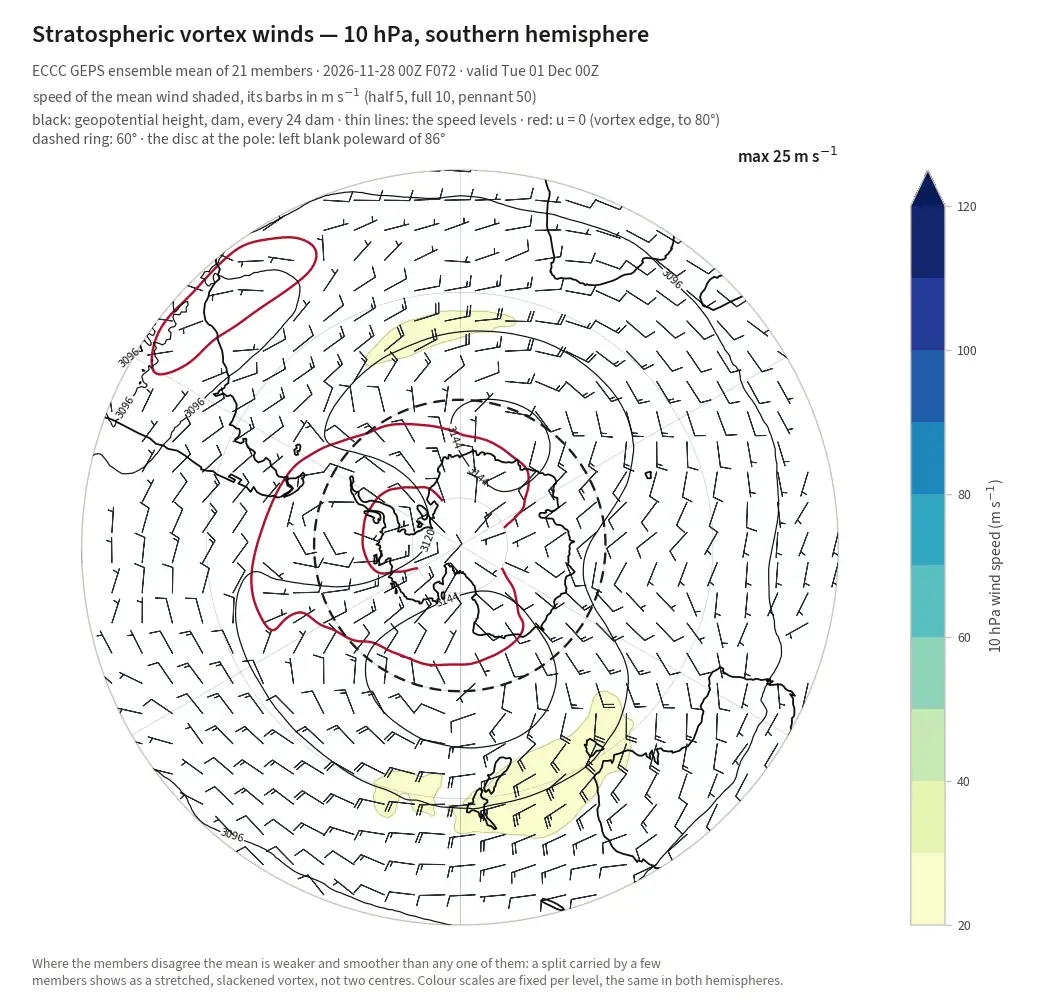 Stratospheric vortex winds — 10 hPa, southern hemisphere
ECCC GEPS ensemble mean of 21 members · 2026-11-28 00Z F072 · valid Tue 01 Dec 00Z
speed of the mean wind shaded, its barbs in m s⁻¹ (half 5, full 10, pennant 50)
black: geopotential height, dam, every 24 dam · thin lines: the speed levels · red: u = 0 (vortex edge, to 80°)
dashed ring: 60° · the disc at the pole: left blank poleward of 86°
max 25 m s⁻¹
120
100
80
60
40
20
10 hPa wind speed (m s⁻¹)
3096
3096
3096
3096
3144
3144
3120
3144
3096
Where the members disagree the mean is weaker and smoother than any one of them: a split carried by a few
members shows as a stretched, slackened vortex, not two centres. Colour scales are fixed per level, the same in both hemispheres.